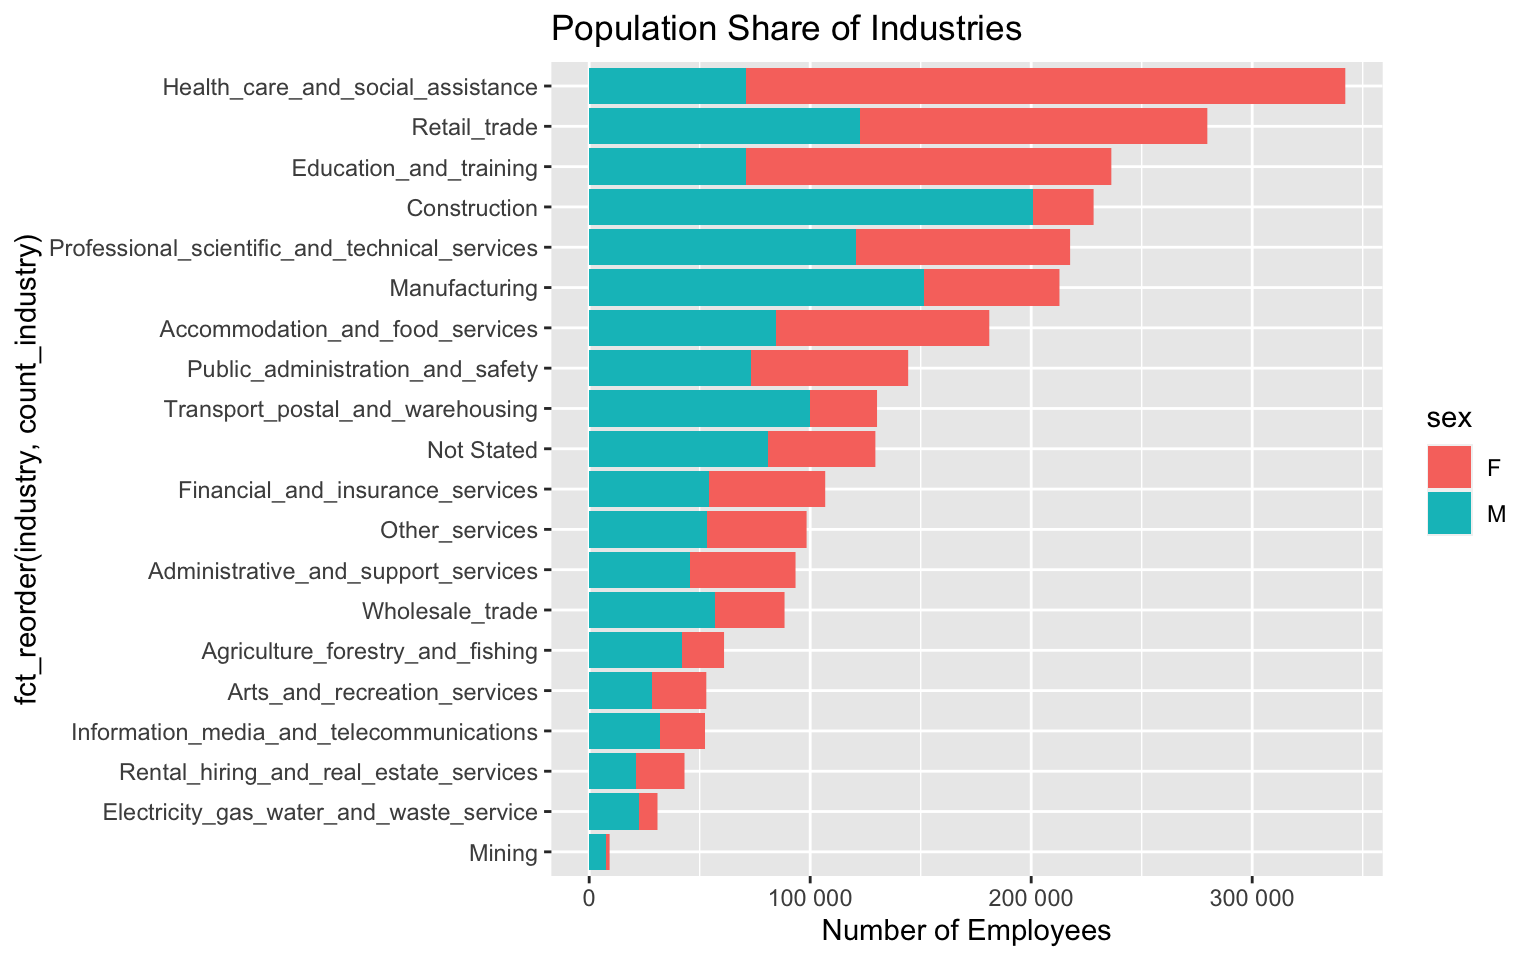 Population Share of Industries
fct_reorder(industry, count_industry)
Health_care_and_social_assistance
Retail_trade
Education_and_training
Construction
Professional_scientific_and_technical_services
Manufacturing
Accommodation_and_food_services
Public_administration_and_safety
Transport_postal_and_warehousing
Not Stated
Financial_and_insurance_services
Other_services
Administrative_and_support_services
Wholesale_trade
Agriculture_forestry_and_fishing
Arts_and_recreation_services
Information_media_and_telecommunications
Rental_hiring_and_real_estate_services
Electricity_gas_water_and_waste_service
Mining
0 100 000 200 000 300 000
Number of Employees
sex
F
M